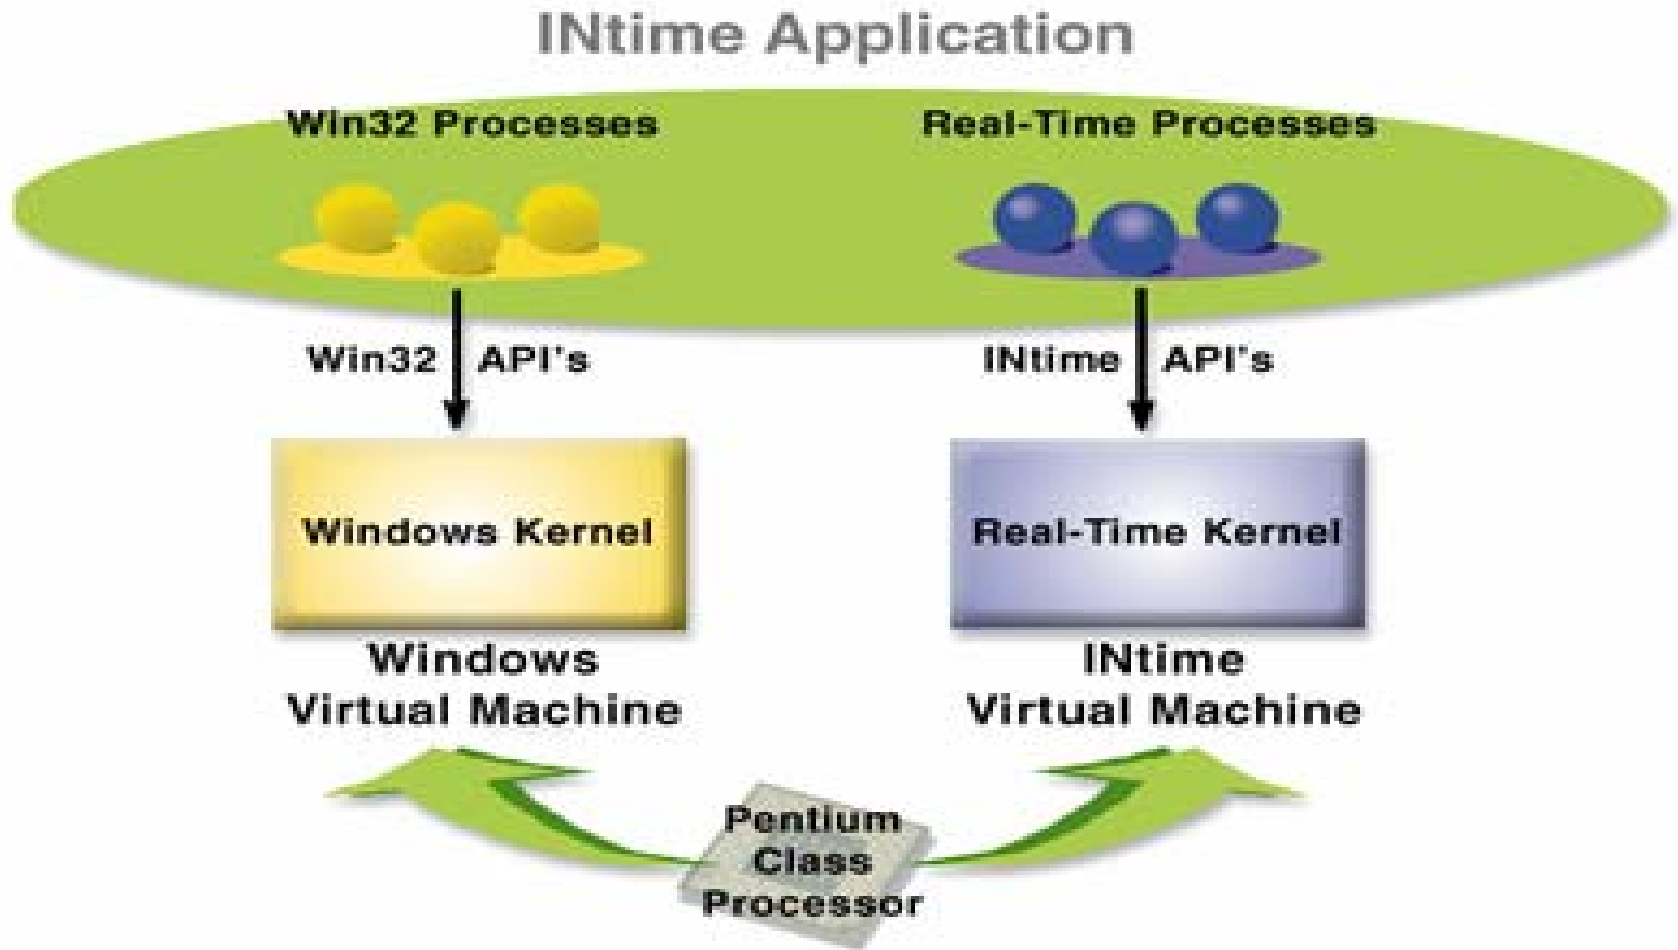 INtime Application
Win32 Processes
Real-Time Processes
Win32 API's
INtime API's
Windows Kernel
Real-Time Kernel
Windows
Virtual Machine
INtime
Virtual Machine
Pentium
Class
Processor